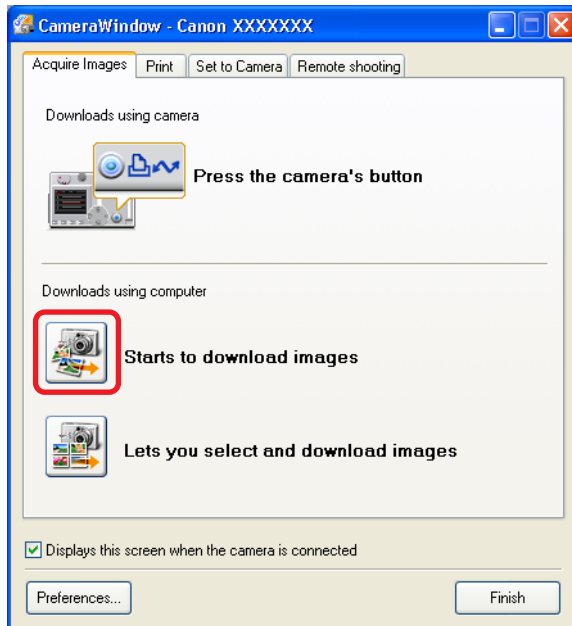 CameraWindow - Canon XXXXXXX
Acquire Images Print Set to Camera Remote shooting
Downloads using camera
Press the camera's button
Downloads using computer
Starts to download images
Lets you select and download images
Displays this screen when the camera is connected
Preferences... Finish